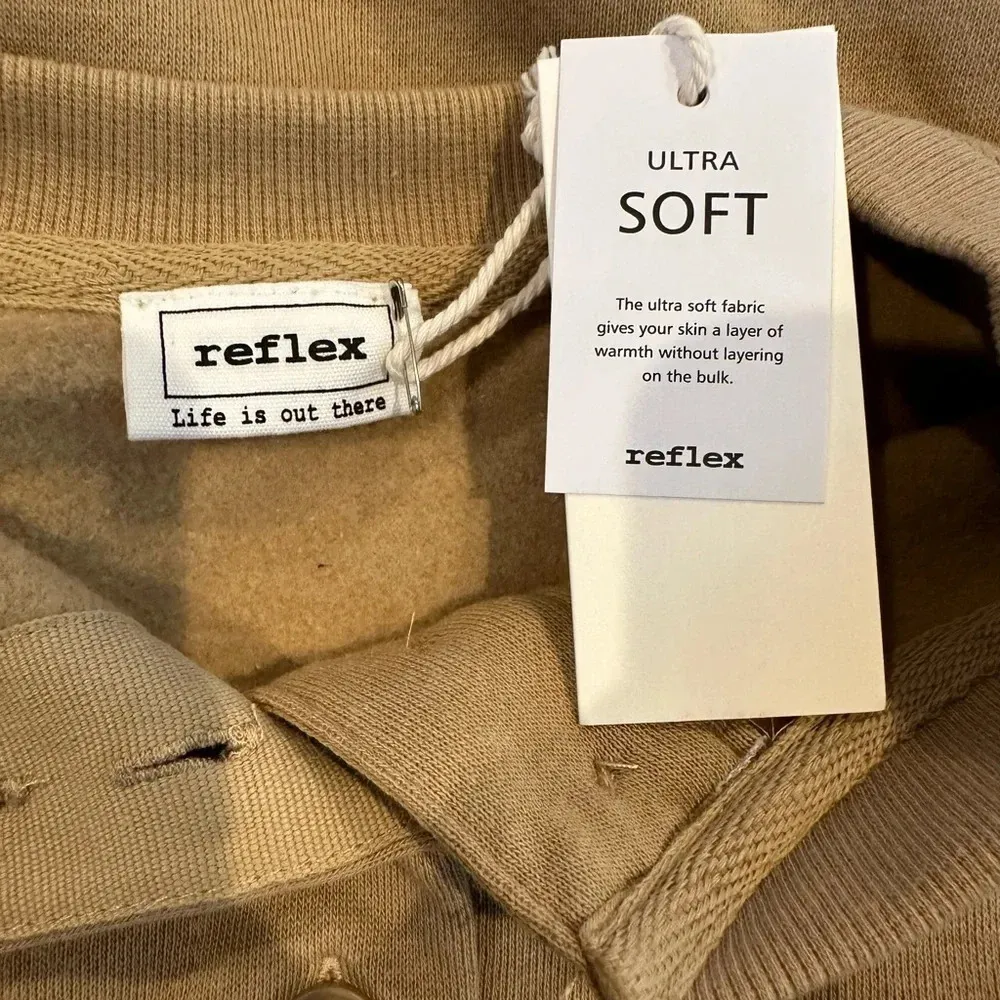 reflex
Life is out there
ULTRA
SOFT
The ultra soft fabric
gives your skin a layer of
warmth without layering
on the bulk.
reflex